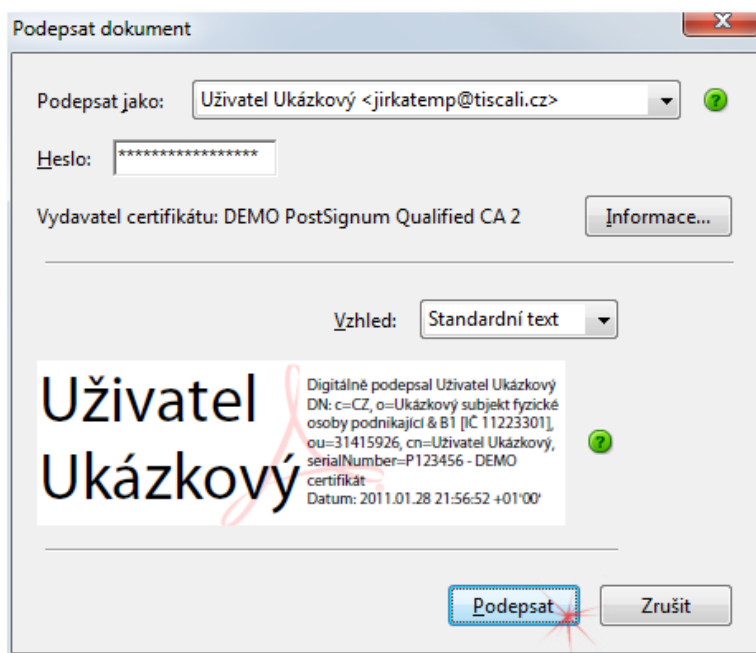 Podepsat dokument
Podepsat jako: Uživatel Ukázkový <jirkatemp@tiscali.cz>
Heslo: *****************
Vydavatel certifikátu: DEMO PostSignum Qualified CA 2 Informace...
Vzhled: Standardní text
Uživatel
Ukázkový
Digitálně podepsal Uživatel Ukázkový
DN: c=CZ, o=Ukázkový subjekt fyzické
osoby podnikající & B1 [IČ 11223301],
ou=31415926, cn=Uživatel Ukázkový,
serialNumber=P123456 - DEMO
certifikát
Datum: 2011.01.28 21:56:52 +01'00'
Podepsat Zrušit